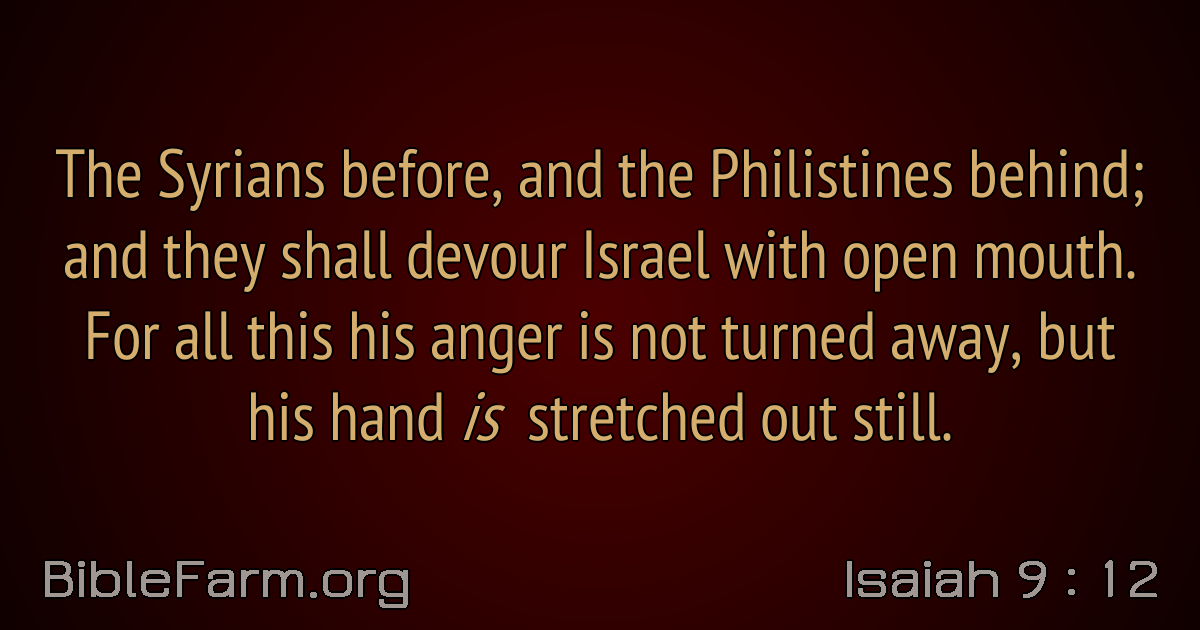 The Syrians before, and the Philistines behind;
and they shall devour Israel with open mouth.
For all this his anger is not turned away, but
his hand is stretched out still.
BibleFarm.org
Isaiah 9 : 12